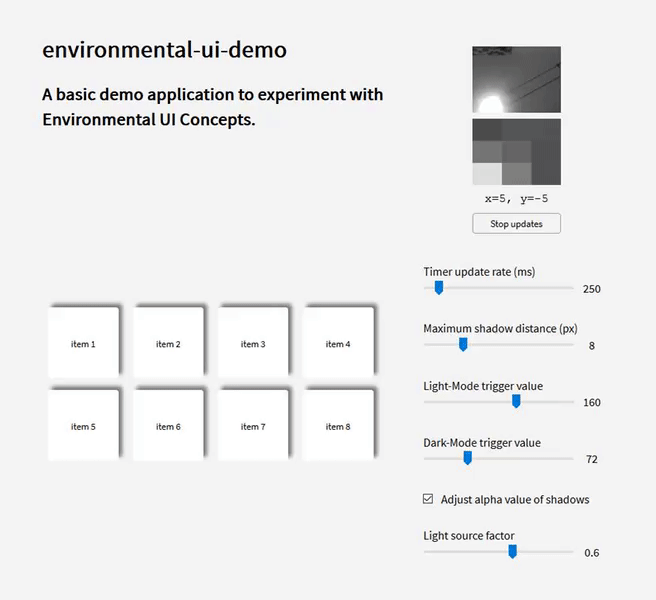 environmental-ui-demo
A basic demo application to experiment with
Environmental UI Concepts.
x=5, y=-5
Stop updates
Timer update rate (ms)
250
Maximum shadow distance (px)
8
Light-Mode trigger value
160
Dark-Mode trigger value
72
Adjust alpha value of shadows
Light source factor
0.6
item 1
item 2
item 3
item 4
item 5
item 6
item 7
item 8